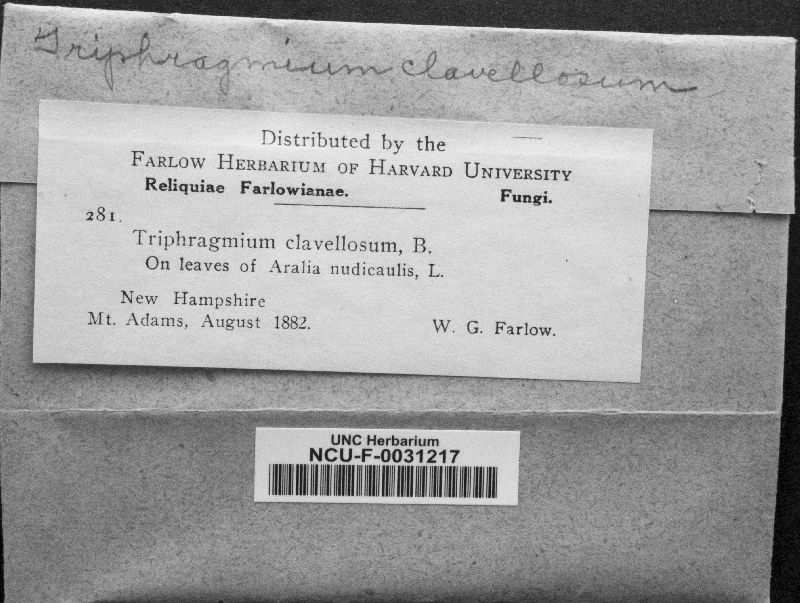 Triphragmium clavellosum
Distributed by the
FARLOW HERBARIUM OF HARVARD UNIVERSITY
Reliquiae Farlowianae. Fungi.
281.
Triphragmium clavellosum, B.
On leaves of Aralia nudicaulis, L.
New Hampshire
Mt. Adams, August 1882. W. G. Farlow.
UNC Herbarium
NCU-F-0031217